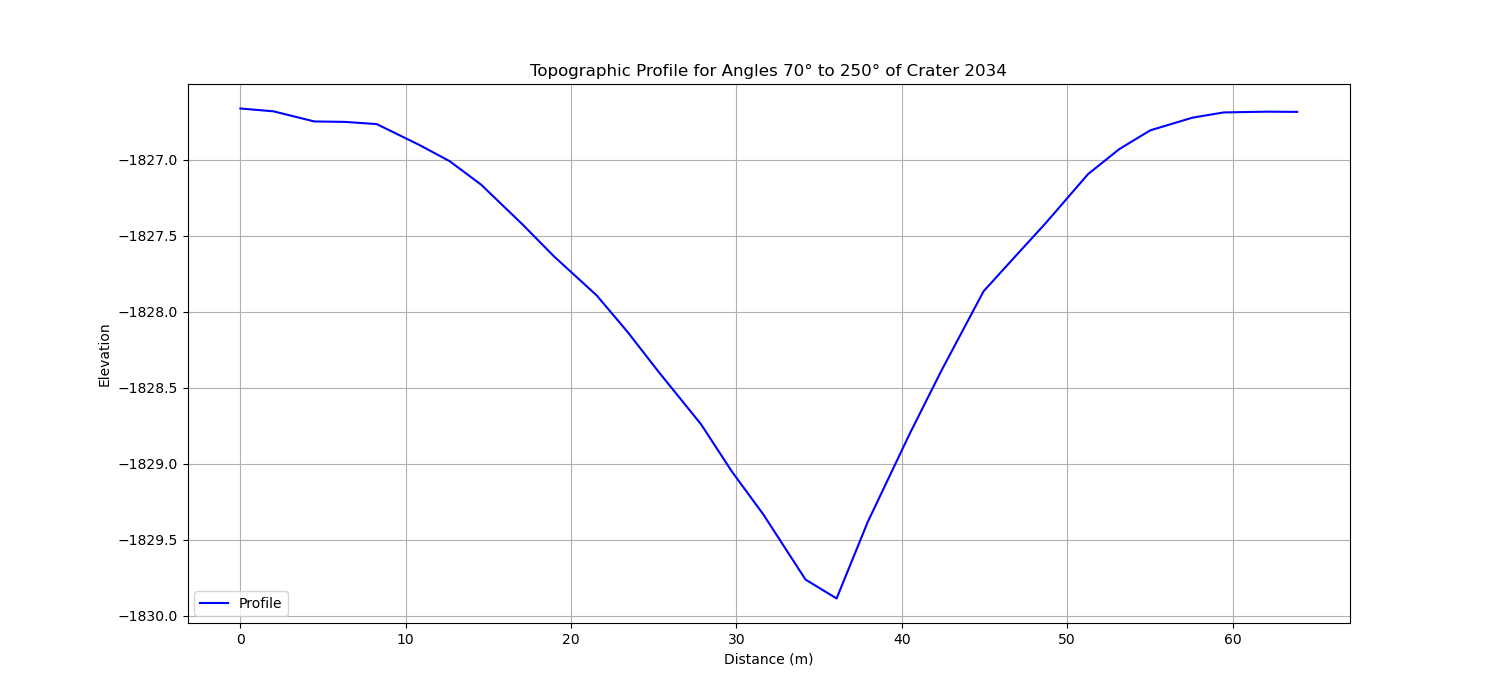 Topographic Profile for Angles 70° to 250° of Crater 2034
−1827.0
−1827.5
−1828.0
−1828.5
−1829.0
−1829.5
−1830.0
Elevation
Profile
0 10 20 30 40 50 60
Distance (m)